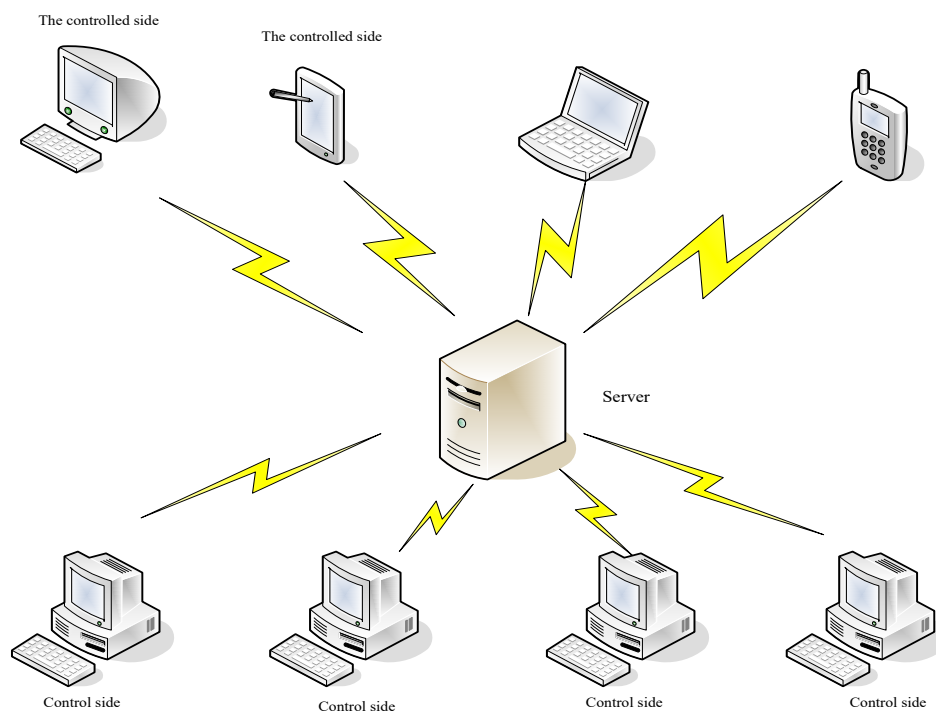 The controlled side
The controlled side
Server
Control side
Control side
Control side
Control side